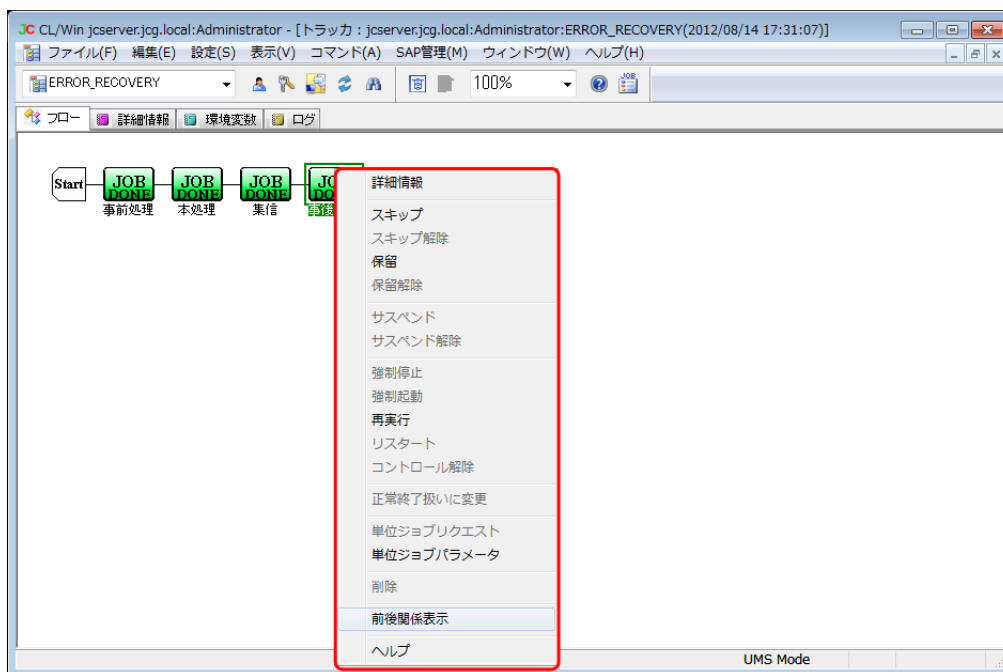 JC CL/Win jcserver.jcg.local:Administrator - [トラッカ : jcserver.jcg.local:Administrator:ERROR_RECOVERY(2012/08/14 17:31:07)]
ファイル(F) 編集(E) 設定(S) 表示(V) コマンド(A) SAP管理(M) ウィンドウ(W) ヘルプ(H)
ERROR_RECOVERY 100% JOB
フロー 詳細情報 環境変数 ログ
Start JOB DONE JOB DONE JOB DONE
事前処理 本処理 集信
詳細情報
スキップ
スキップ解除
保留
保留解除
サスペンド
サスペンド解除
強制停止
強制起動
再実行
リスタート
コントロール解除
正常終了扱いに変更
単位ジョブリクエスト
単位ジョブパラメータ
削除
前後関係表示
ヘルプ
UMS Mode